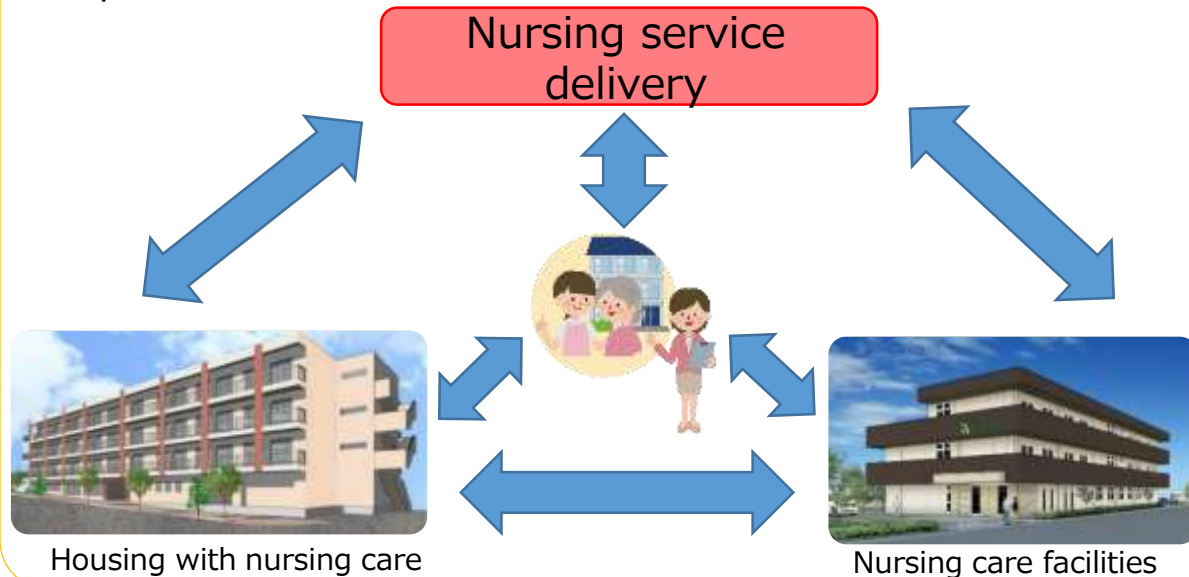 Nursing service
delivery
Housing with nursing care
Nursing care facilities